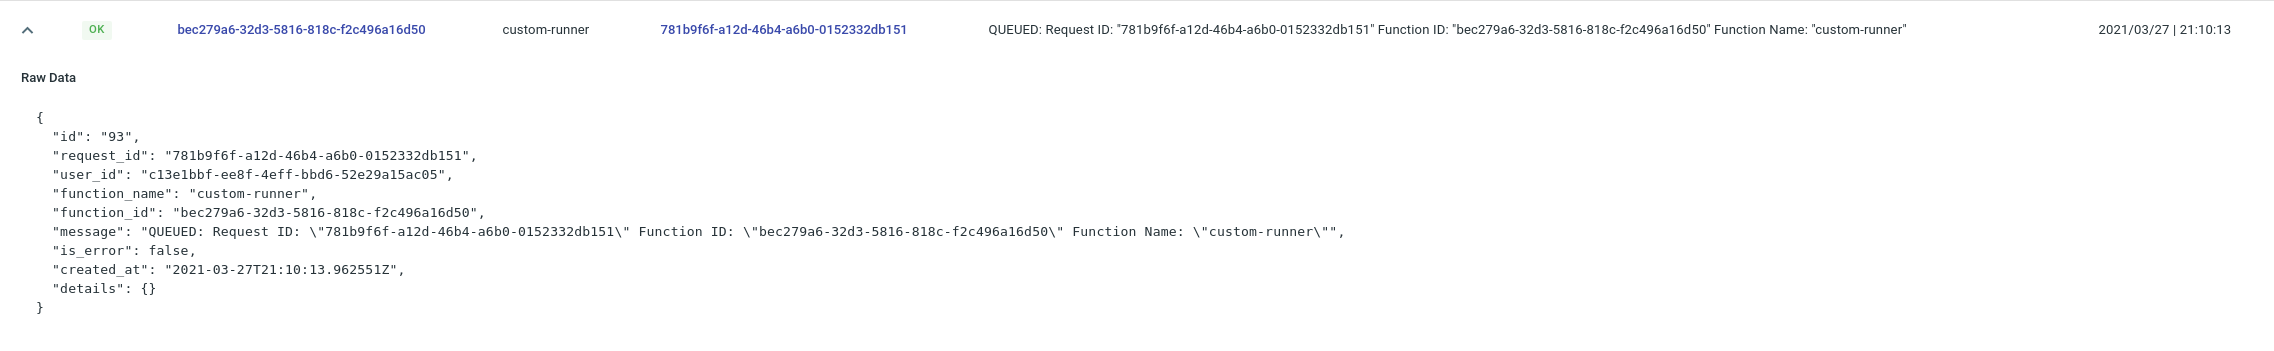 OK bec279a6-32d3-5816-818c-f2c496a16d50 custom-runner 781b9f6f-a12d-46b4-a6b0-0152332db151 QUEUED: Request ID: "781b9f6f-a12d-46b4-a6b0-0152332db151" Function ID: "bec279a6-32d3-5816-818c-f2c496a16d50" Function Name: "custom-runner" 2021/03/27 | 21:10:13
Raw Data
{
  "id": "93",
  "request_id": "781b9f6f-a12d-46b4-a6b0-0152332db151",
  "user_id": "c13e1bbf-ee8f-4eff-bbd6-52e29a15ac05",
  "function_name": "custom-runner",
  "function_id": "bec279a6-32d3-5816-818c-f2c496a16d50",
  "message": "QUEUED: Request ID: \"781b9f6f-a12d-46b4-a6b0-0152332db151\" Function ID: \"bec279a6-32d3-5816-818c-f2c496a16d50\" Function Name: \"custom-runner\"",
  "is_error": false,
  "created_at": "2021-03-27T21:10:13.962551Z",
  "details": {}
}